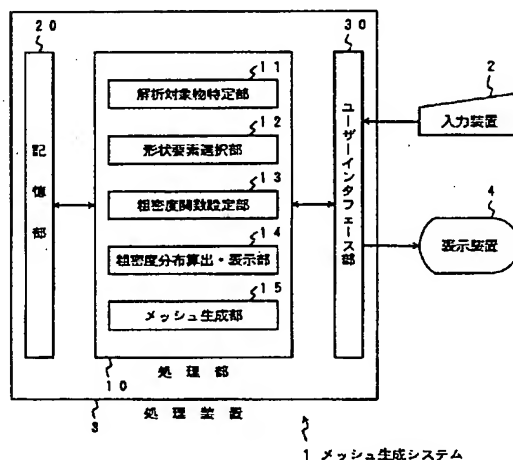 20
30
11
解析対象物特定部
12
形状要素選択部
13
粗密度関数設定部
14
粗密度分布算出・表示部
15
メッシュ生成部
記憶部
ユーザーインタフェース部
2
入力装置
4
表示装置
10
処理部
3
処理装置
1 メッシュ生成システム